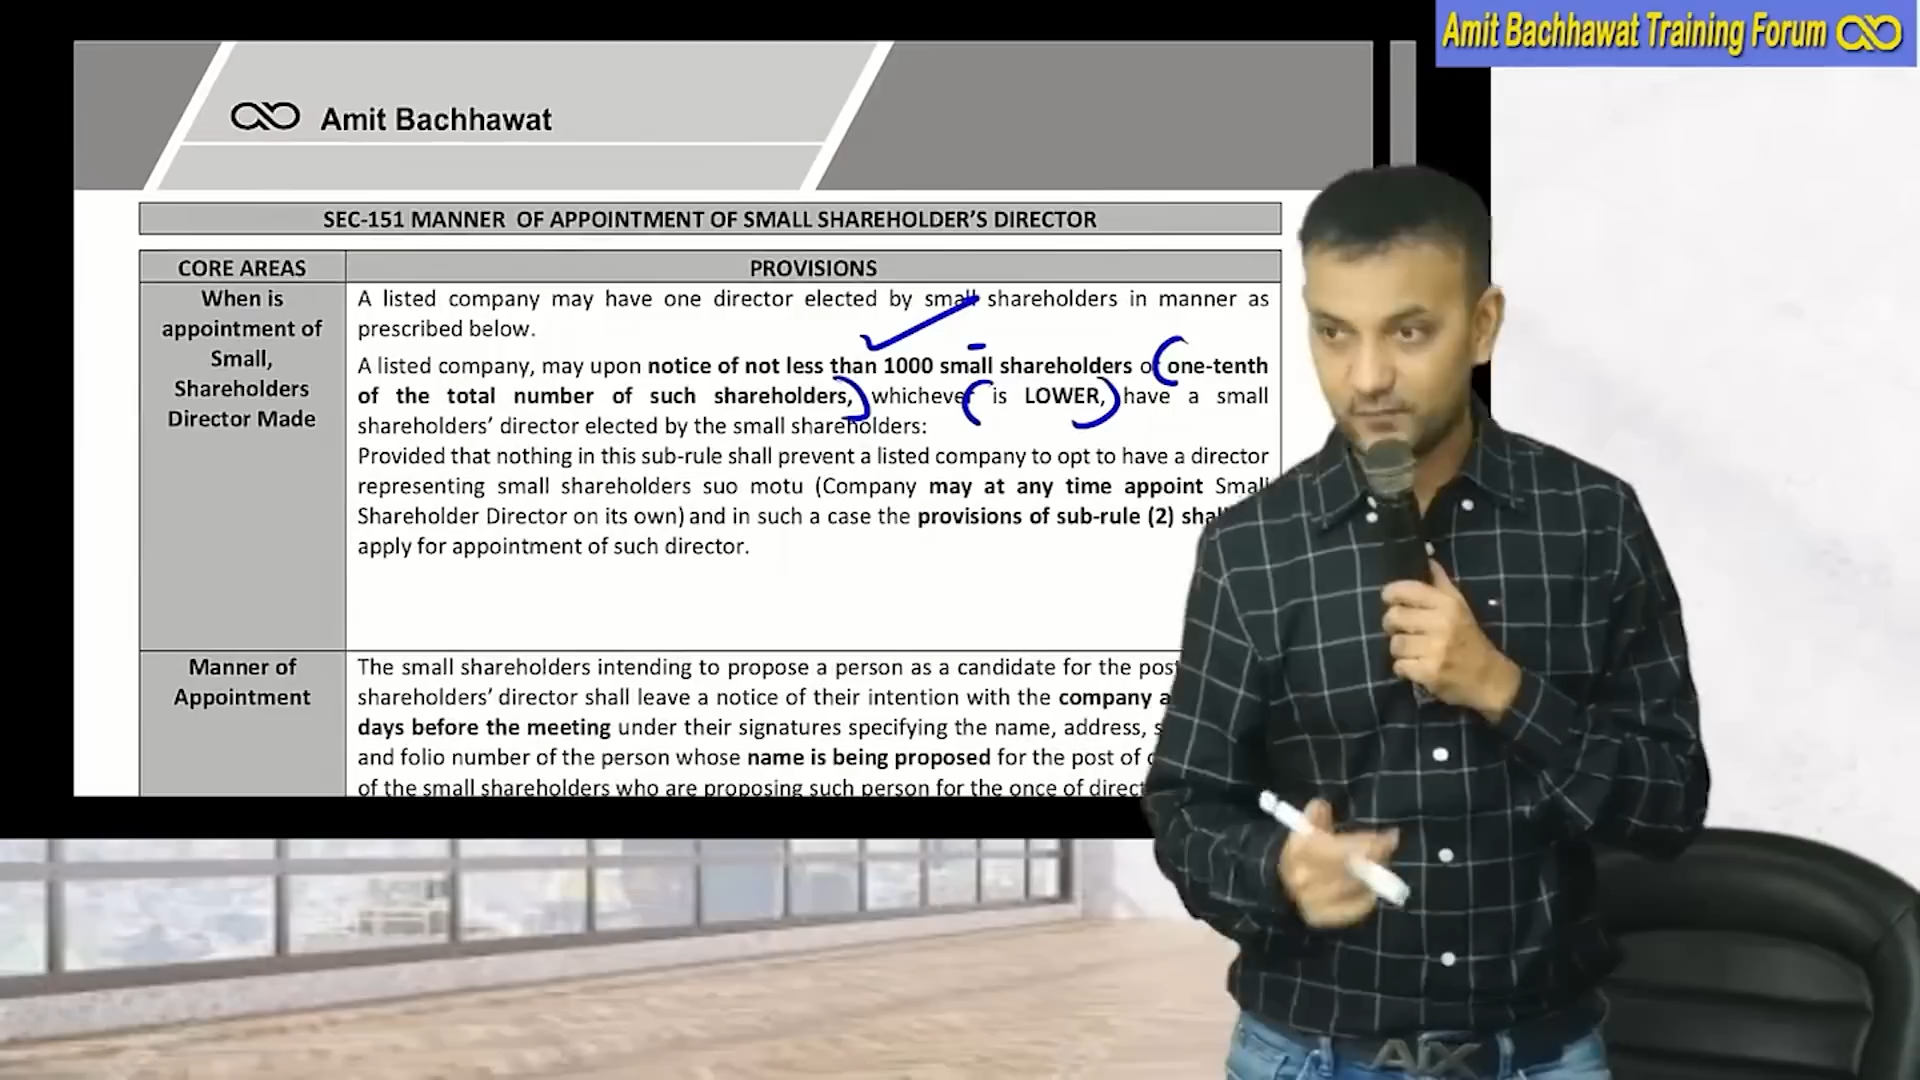 Amit Bachhawat Training Forum
Amit Bachhawat
SEC-151 MANNER OF APPOINTMENT OF SMALL SHAREHOLDER'S DIRECTOR
CORE AREAS
PROVISIONS
When is
appointment of
Small,
Shareholders
Director Made
A listed company may have one director elected by small shareholders in manner as
prescribed below.
A listed company, may upon notice of not less than 1000 small shareholders or one-tenth
of the total number of such shareholders, whichever is LOWER, have a small
shareholders’ director elected by the small shareholders:
Provided that nothing in this sub-rule shall prevent a listed company to opt to have a director
representing small shareholders suo motu (Company may at any time appoint Small
Shareholder Director on its own) and in such a case the provisions of sub-rule (2)
apply for appointment of such director.
Manner of
Appointment
The small shareholders intending to propose a person as a candidate for the
shareholders’ director shall leave a notice of their intention with the company
days before the meeting under their signatures specifying the name, address,
and folio number of the person whose name is being proposed for the post of
of the small shareholders who are proposing such person for the once of
AIX